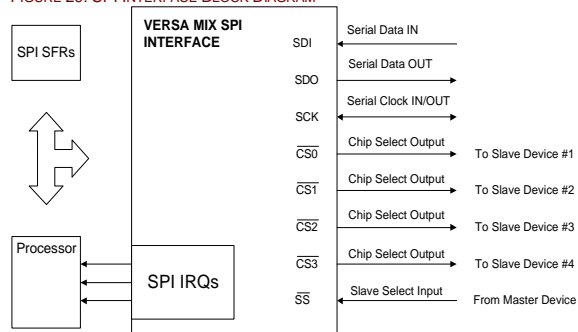 FIGURE 28: SPI INTERFACE BLOCK DIAGRAM
VERSA MIX SPI
INTERFACE
SPI SFRs
Processor
SPI IRQs
SDI
Serial Data IN
SDO
Serial Data OUT
SCK
Serial Clock IN/OUT
CS0
Chip Select Output
To Slave Device #1
CS1
Chip Select Output
To Slave Device #2
CS2
Chip Select Output
To Slave Device #3
CS3
Chip Select Output
To Slave Device #4
SS
Slave Select Input
From Master Device